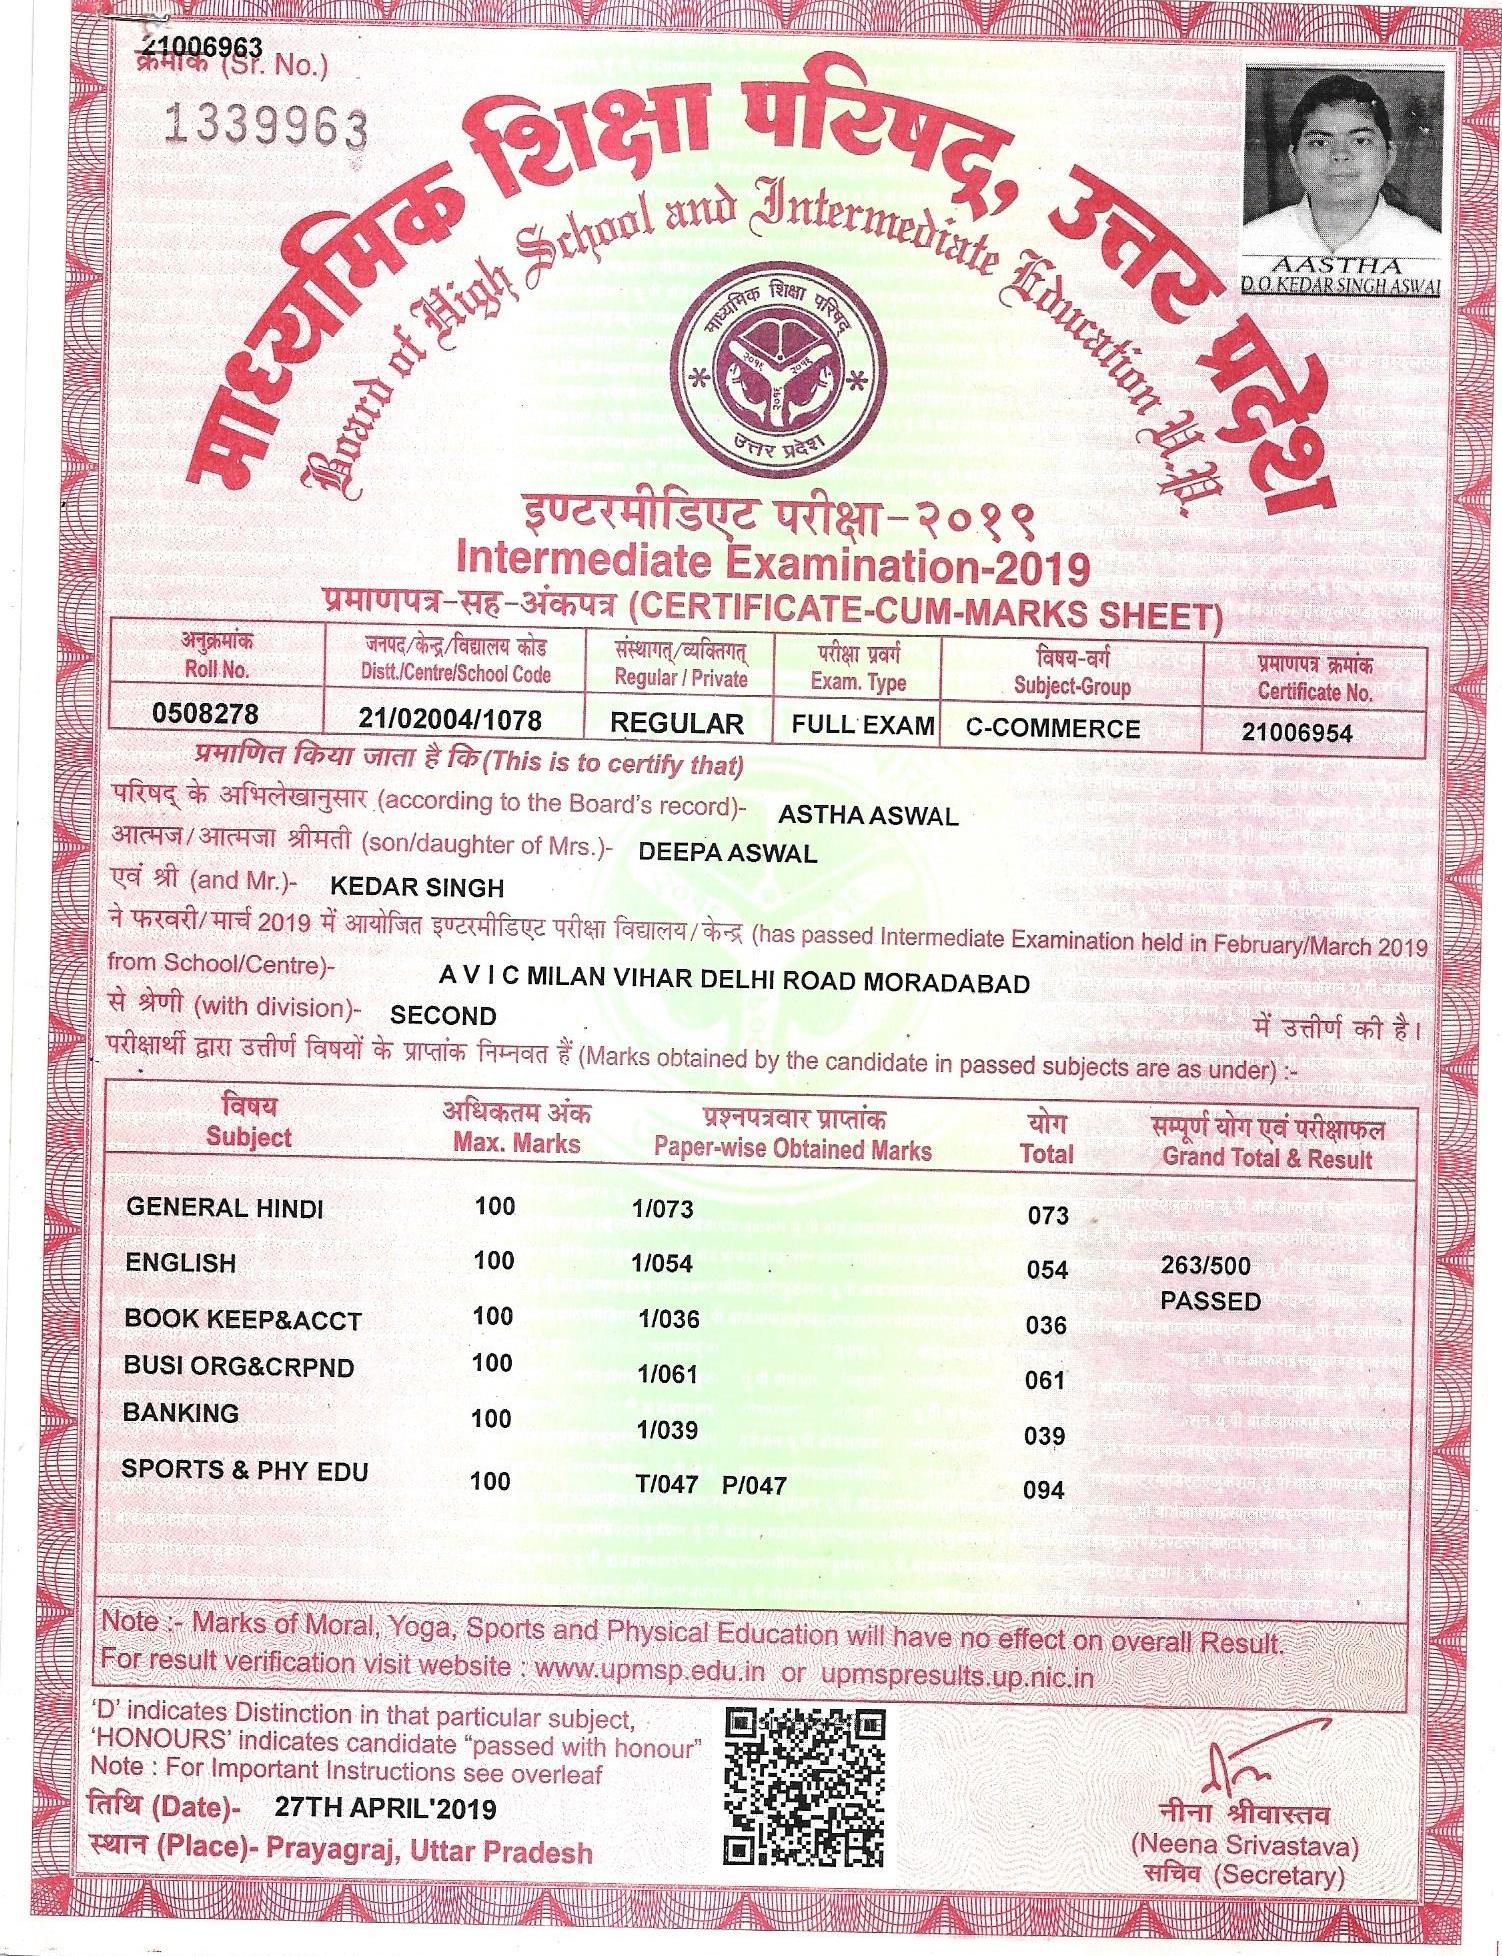 21006963
क्रमांक (Sr. No.)
1339963
माध्यमिक शिक्षा परिषद्, उत्तर प्रदेश
Board of High School and Intermediate Education U.P.
AASTHA
D.O. KEDAR SINGH ASWAL
माध्यमिक शिक्षा परिषद्
२०१६ २०१६
२०१६
उत्तर प्रदेश
इण्टरमीडिएट परीक्षा-२०१९
Intermediate Examination-2019
प्रमाणपत्र-सह-अंकपत्र (CERTIFICATE-CUM-MARKS SHEET)
अनुक्रमांक जनपद/केन्द्र/विद्यालय कोड संस्थागत्/व्यक्तिगत् परीक्षा प्रवर्ग विषय-वर्ग प्रमाणपत्र क्रमांक
Roll No. Distt./Centre/School Code Regular / Private Exam. Type Subject-Group Certificate No.
0508278 21/02004/1078 REGULAR FULL EXAM C-COMMERCE 21006954
प्रमाणित किया जाता है कि (This is to certify that)
परिषद् के अभिलेखानुसार (according to the Board's record)- ASTHA ASWAL
आत्मज/आत्मजा श्रीमती (son/daughter of Mrs.)- DEEPA ASWAL
एवं श्री (and Mr.)- KEDAR SINGH
ने फरवरी/मार्च 2019 में आयोजित इण्टरमीडिएट परीक्षा विद्यालय/केन्द्र (has passed Intermediate Examination held in February/March 2019
from School/Centre)- A V I C MILAN VIHAR DELHI ROAD MORADABAD
से श्रेणी (with division)- SECOND में उत्तीर्ण की है।
परीक्षार्थी द्वारा उत्तीर्ण विषयों के प्राप्तांक निम्नवत हैं (Marks obtained by the candidate in passed subjects are as under) :-
विषय अधिकतम अंक प्रश्नपत्रवार प्राप्तांक योग सम्पूर्ण योग एवं परीक्षाफल
Subject Max. Marks Paper-wise Obtained Marks Total Grand Total & Result
GENERAL HINDI 100 1/073 073
ENGLISH 100 1/054 054 263/500
PASSED
BOOK KEEP&ACCT 100 1/036 036
BUSI ORG&CRPND 100 1/061 061
BANKING 100 1/039 039
SPORTS & PHY EDU 100 T/047 P/047 094
Note :- Marks of Moral, Yoga, Sports and Physical Education will have no effect on overall Result.
For result verification visit website : www.upmsp.edu.in or upmspresults.up.nic.in
'D' indicates Distinction in that particular subject,
'HONOURS' indicates candidate "passed with honour"
Note : For Important Instructions see overleaf
तिथि (Date)- 27TH APRIL'2019
स्थान (Place)- Prayagraj, Uttar Pradesh
नीना श्रीवास्तव
(Neena Srivastava)
सचिव (Secretary)